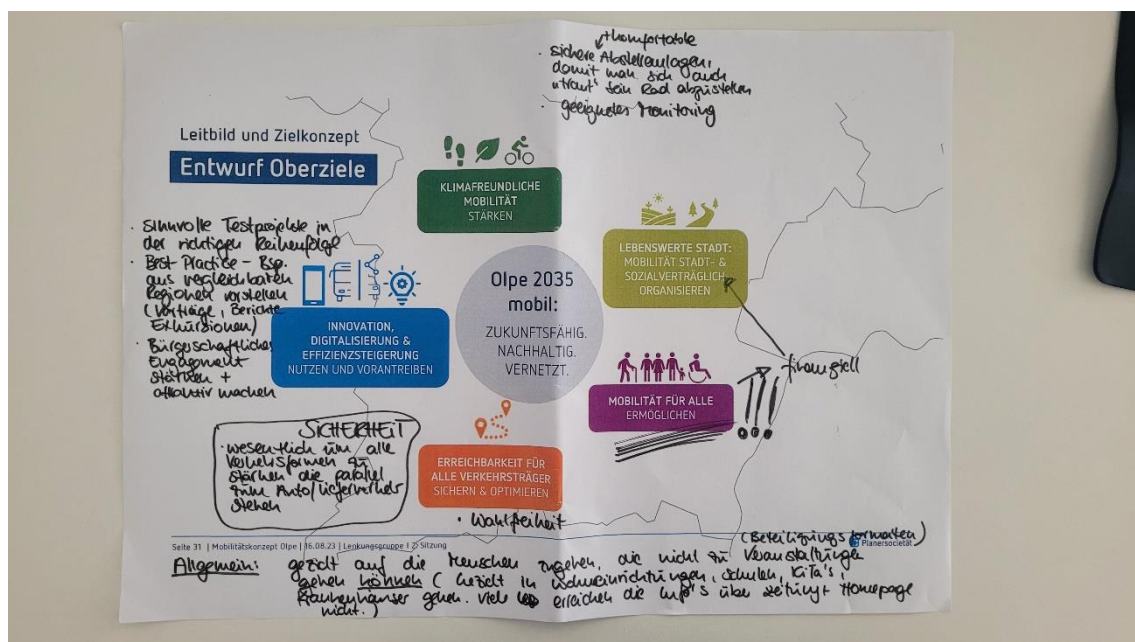 + komfortable
· sichere Abstellanlagen,
damit man sich auch
"traut" sein Rad abzustellen
· geeignetes Monitoring
Leitbild und Zielkonzept
Entwurf Oberziele
KLIMAFREUNDLICHE
MOBILITÄT
STÄRKEN
LEBENSWERTE STADT:
MOBILITÄT STADT- &
SOZIALVERTRÄGLICH
ORGANISIEREN
· sinnvolle Testprojekte in
der richtigen Reihenfolge
· Best-Practice-Bsp.
aus vergleichbaren
Regionen vorstellen
(Vorträge, Berichte
Exkursionen)
· Bürgerschaftliches
Engagement
stärken +
attraktiv machen
INNOVATION,
DIGITALISIERUNG &
EFFIZIENZSTEIGERUNG
NUTZEN UND VORANTREIBEN
Olpe 2035
mobil:
ZUKUNFTSFÄHIG.
NACHHALTIG.
VERNETZT.
finanziell
MOBILITÄT FÜR ALLE
ERMÖGLICHEN
!!!
SICHERHEIT
· wesentlich um alle
Verkehrsformen zu
stärken die parallel
zum Auto/Lieferverkehr
stehen
ERREICHBARKEIT FÜR
ALLE VERKEHRSTRÄGER
SICHERN & OPTIMIEREN
· Wahlfreiheit
Seite 31 | Mobilitätskonzept Olpe | 16.08.23 | Lenkungsgruppe | 2. Sitzung
Planersocietät
(Beteiligungsformaten)
Allgemein: gezielt auf die Menschen zugehen, die nicht zu Veranstaltungen
gehen können (gezielt in Wohneinrichtungen, Schulen, KiTa's,
Krankenhäuser gehen. Viele erreichen die Info's über Zeitung + Homepage
nicht.)